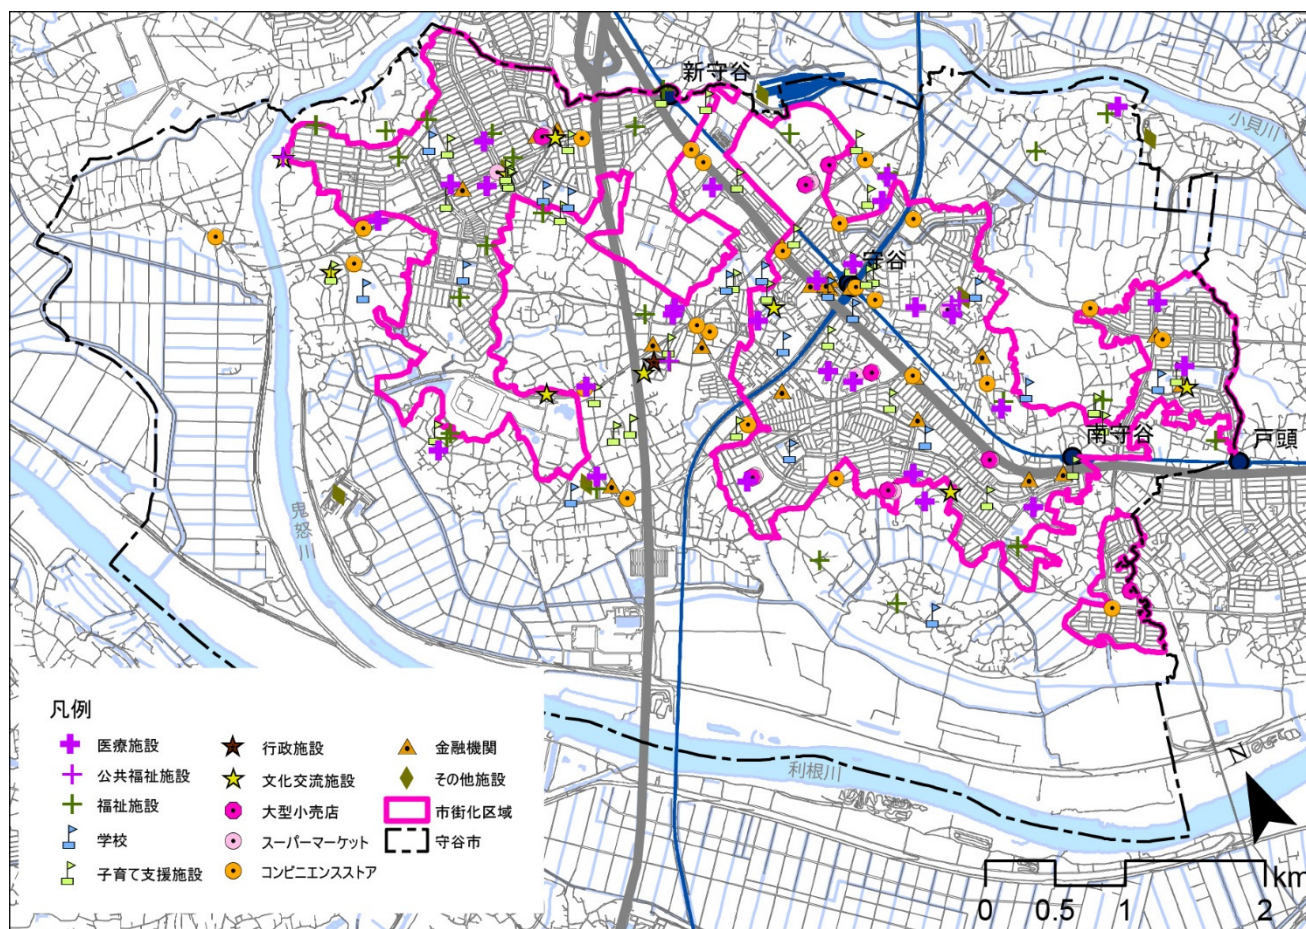 新守谷
小貝川
守谷
南守谷
戸頭
鬼怒川
利根川
N
凡例
医療施設
公共福祉施設
福祉施設
学校
子育て支援施設
行政施設
文化交流施設
大型小売店
スーパーマーケット
コンビニエンスストア
金融機関
その他施設
市街化区域
守谷市
km
0 0.5 1 2